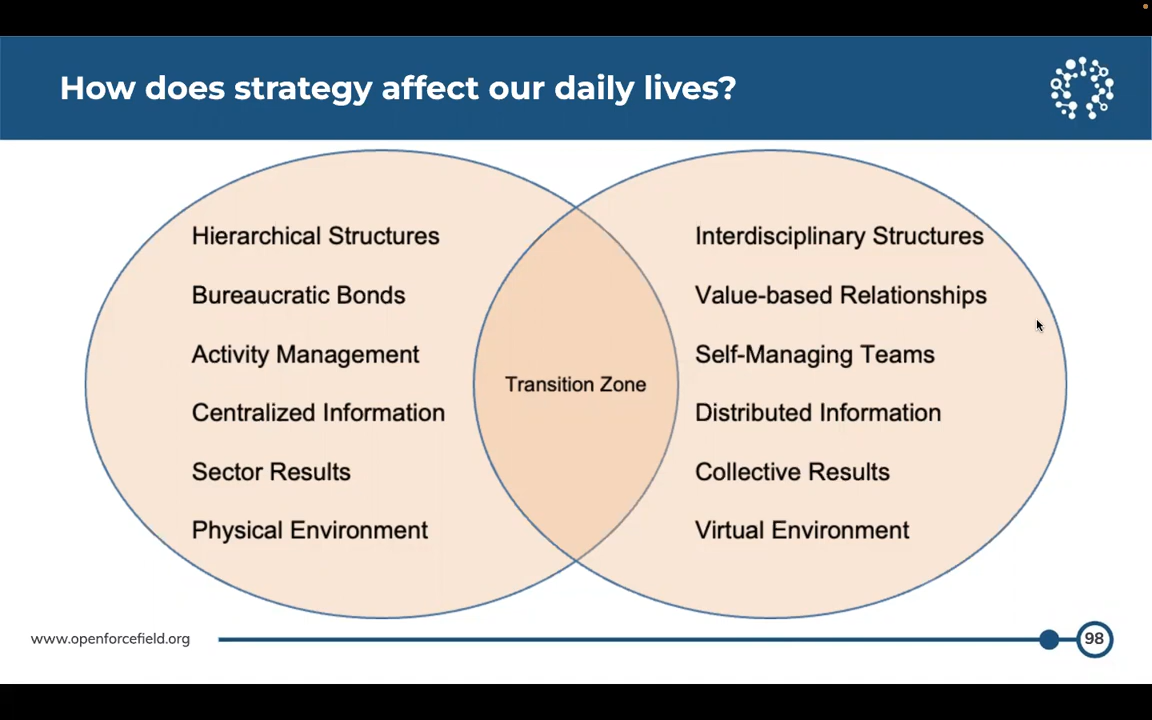 How does strategy affect our daily lives?
Hierarchical Structures
Bureaucratic Bonds
Activity Management
Centralized Information
Sector Results
Physical Environment
Transition Zone
Interdisciplinary Structures
Value-based Relationships
Self-Managing Teams
Distributed Information
Collective Results
Virtual Environment
www.openforcefield.org
98